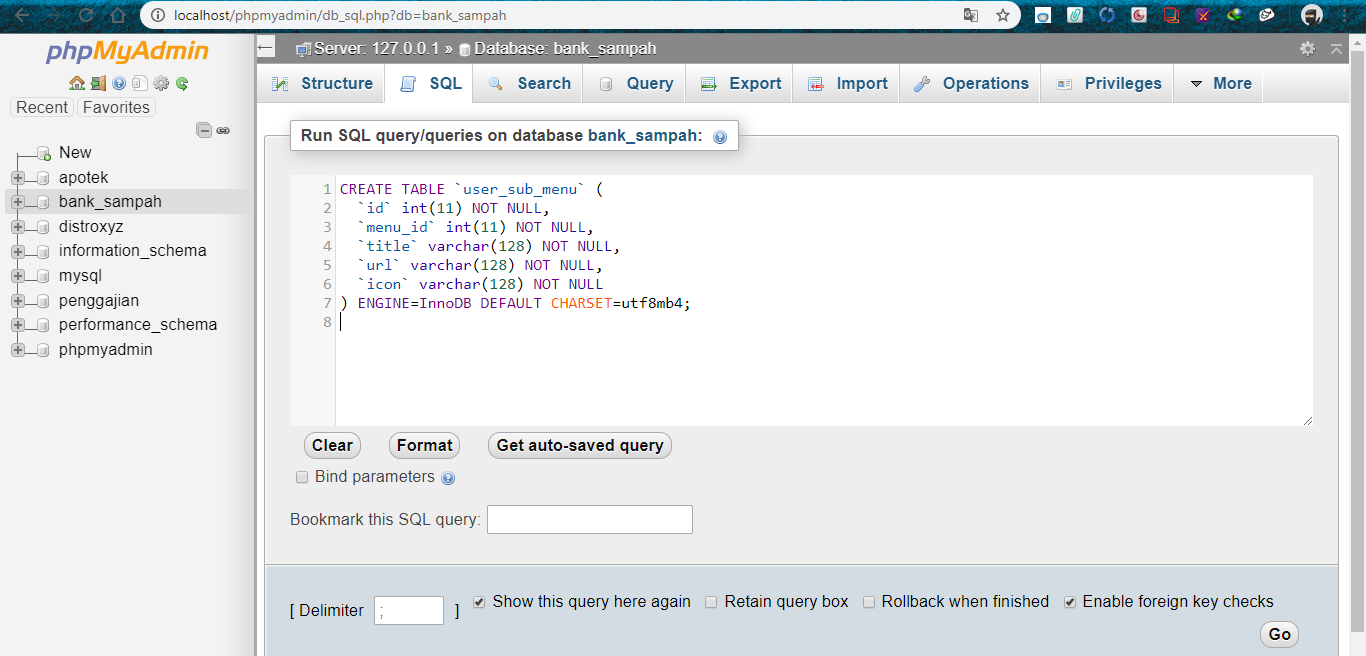 localhost/phpmyadmin/db_sql.php?db=bank_sampah
phpMyAdmin
Recent Favorites
New
apotek
bank_sampah
distroxyz
information_schema
mysql
penggajian
performance_schema
phpmyadmin
Server: 127.0.0.1 » Database: bank_sampah
Structure SQL Search Query Export Import Operations Privileges More
Run SQL query/queries on database bank_sampah:
1 CREATE TABLE `user_sub_menu` (
2 `id` int(11) NOT NULL,
3 `menu_id` int(11) NOT NULL,
4 `title` varchar(128) NOT NULL,
5 `url` varchar(128) NOT NULL,
6 `icon` varchar(128) NOT NULL
7 ) ENGINE=InnoDB DEFAULT CHARSET=utf8mb4;
8
Clear Format Get auto-saved query
Bind parameters
Bookmark this SQL query:
[ Delimiter ; ] Show this query here again Retain query box Rollback when finished Enable foreign key checks
Go